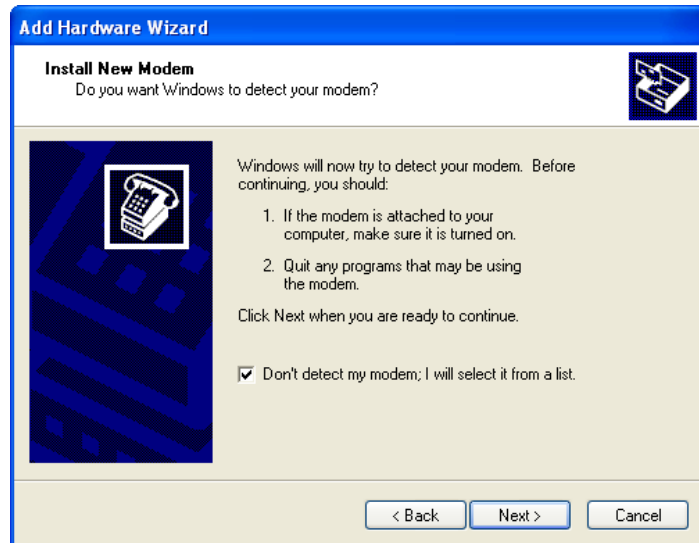 Add Hardware Wizard
Install New Modem
Do you want Windows to detect your modem?
Windows will now try to detect your modem. Before
continuing, you should:
1. If the modem is attached to your
computer, make sure it is turned on.
2. Quit any programs that may be using
the modem.
Click Next when you are ready to continue.
Don't detect my modem; I will select it from a list.
< Back Next > Cancel